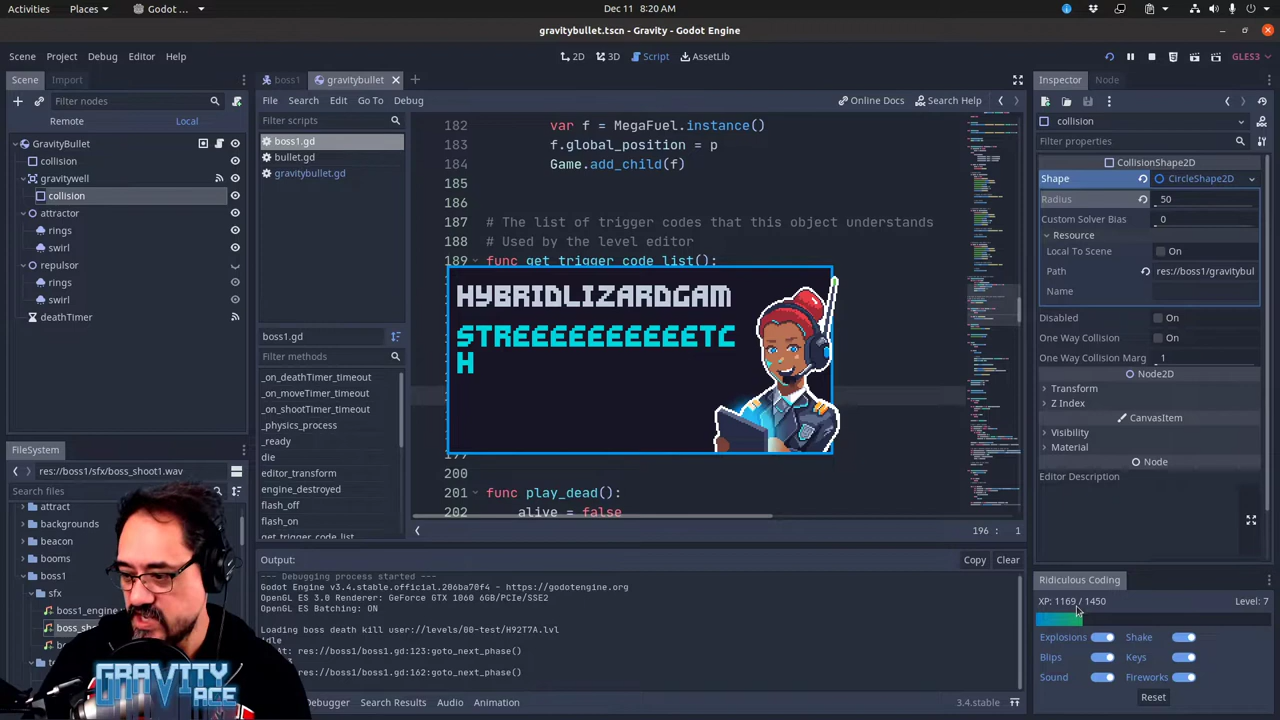 Activities
Places
Godot ...
Dec 11  8:20 AM
gravitybullet.tscn - Gravity - Godot Engine
Scene Project Debug Editor Help
2D 3D Script AssetLib
GLES3
Scene Import
Filter nodes
Remote Local
GravityBullet
collision
gravitywell
collision
attractor
rings
swirl
repulsor
rings
swirl
deathTimer
FileSystem
res://boss1/sfx/boss_shoot1.wav
Search files
attract
backgrounds
beacon
booms
boss1
sfx
boss1_engine
boss_sh
boss1 gravitybullet
File Search Edit Go To Debug
Online Docs Search Help
Filter scripts
boss1.gd
bullet.gd
gravitybullet.gd
boss1.gd
Filter methods
_on_deathTimer_timeout
_on_moveTimer_timeout
_on_shootTimer_timeout
_physics_process
_ready
die
editor_transform
engine_destroyed
flash_off
flash_on
get_trigger_code_list
182 var f = MegaFuel.instance()
183 f.global_position = p
184 Game.add_child(f)
185
186
187 # The list of trigger codes that this object understands
188 # Used by the level editor
189 func get_trigger_code_list():
HYBRIDLIZARDGAM
STREEEEEEEEEETC
H
200
201 func play_dead():
202 alive = false
196 : 1
Output:
Copy Clear
--- Debugging process started ---
Godot Engine v3.4.stable.official.206ba70f4 - https://godotengine.org
OpenGL ES 3.0 Renderer: GeForce GTX 1060 6GB/PCIe/SSE2
OpenGL ES Batching: ON
Loading boss death kill user://levels/00-test/H92T7A.lvl
Idle
At: res://boss1/boss1.gd:123:goto_next_phase()
res://boss1/boss1.gd:162:goto_next_phase()
Debugger Search Results Audio Animation
3.4.stable
Inspector Node
collision
Filter properties
CollisionShape2D
Shape CircleShape2D
Radius 50
Custom Solver Bias 0
Resource
Local To Scene On
Path res://boss1/gravitybul
Name
Disabled On
One Way Collision On
One Way Collision Marg 1
Node2D
Transform
Z Index
CanvasItem
Visibility
Material
Node
Editor Description
Ridiculous Coding
XP: 1169 / 1450 Level: 7
Explosions Shake
Blips Keys
Sound Fireworks
Reset
GRAVITY
ACE